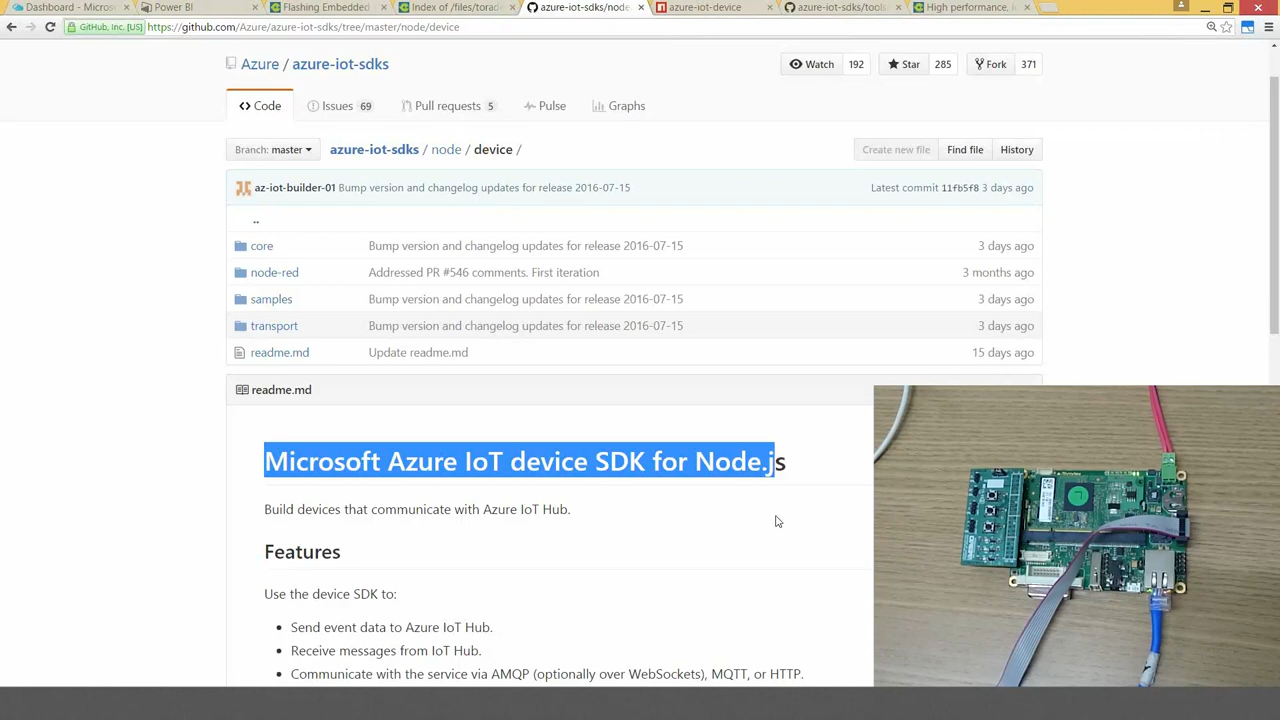 Dashboard - Micros
Power BI
Flashing Embedded
Index of /files/torade
azure-iot-sdks/node
azure-iot-device
azure-iot-sdks/tools
High performance,
GitHub, Inc. [US] https://github.com/Azure/azure-iot-sdks/tree/master/node/device
Azure / azure-iot-sdks
Watch 192 Star 285 Fork 371
Code Issues 69 Pull requests 5 Pulse Graphs
Branch: master azure-iot-sdks / node / device / Create new file Find file History
az-iot-builder-01 Bump version and changelog updates for release 2016-07-15 Latest commit 11fb5f8 3 days ago
..
core Bump version and changelog updates for release 2016-07-15 3 days ago
node-red Addressed PR #546 comments. First iteration 3 months ago
samples Bump version and changelog updates for release 2016-07-15 3 days ago
transport Bump version and changelog updates for release 2016-07-15 3 days ago
readme.md Update readme.md 15 days ago
readme.md
Microsoft Azure IoT device SDK for Node.js
Build devices that communicate with Azure IoT Hub.
Features
Use the device SDK to:
• Send event data to Azure IoT Hub.
• Receive messages from IoT Hub.
• Communicate with the service via AMQP (optionally over WebSockets), MQTT, or HTTP.